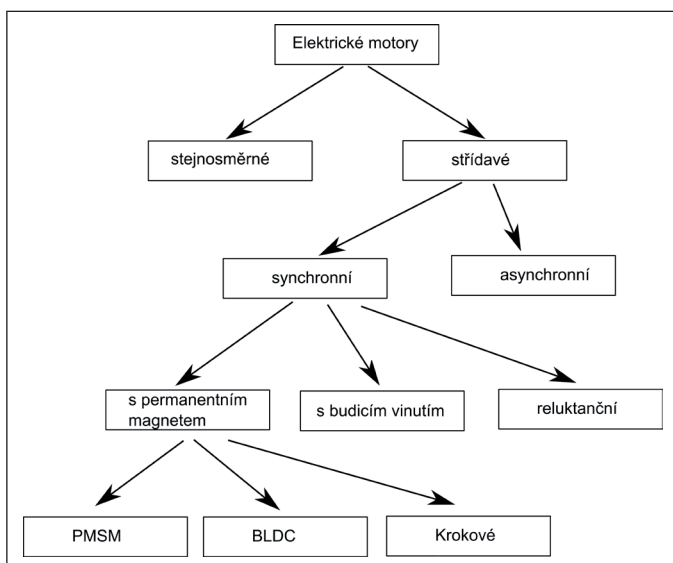 Elektrické motory
stejnosměrné
střídavé
synchronní
asynchronní
s permanentním
magnetem
s budicím vinutím
reluktanční
PMSM
BLDC
Krokové